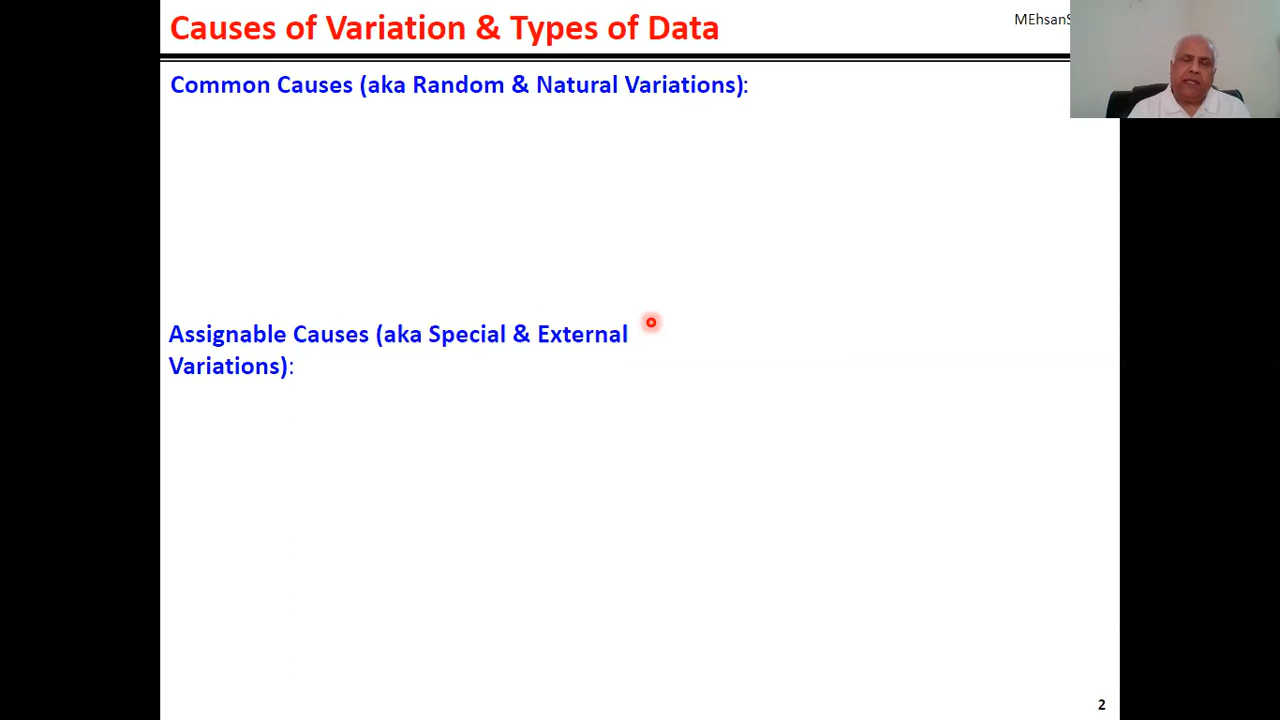 Causes of Variation & Types of Data
MEhsanS
Common Causes (aka Random & Natural Variations):
Assignable Causes (aka Special & External
Variations):
2